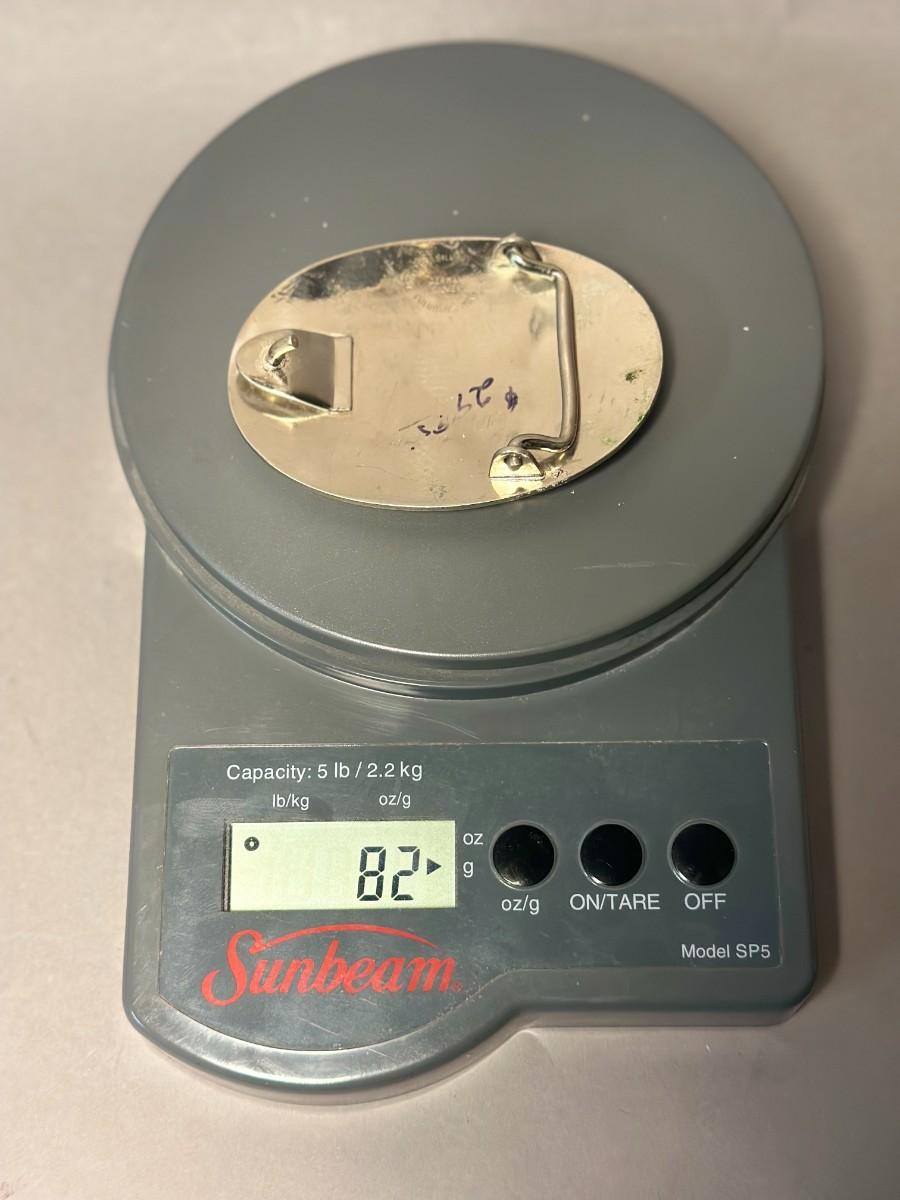 $29
95
Capacity: 5 lb / 2.2 kg
lb/kg oz/g
82
oz
g
oz/g ON/TARE OFF
Sunbeam®
Model SP5